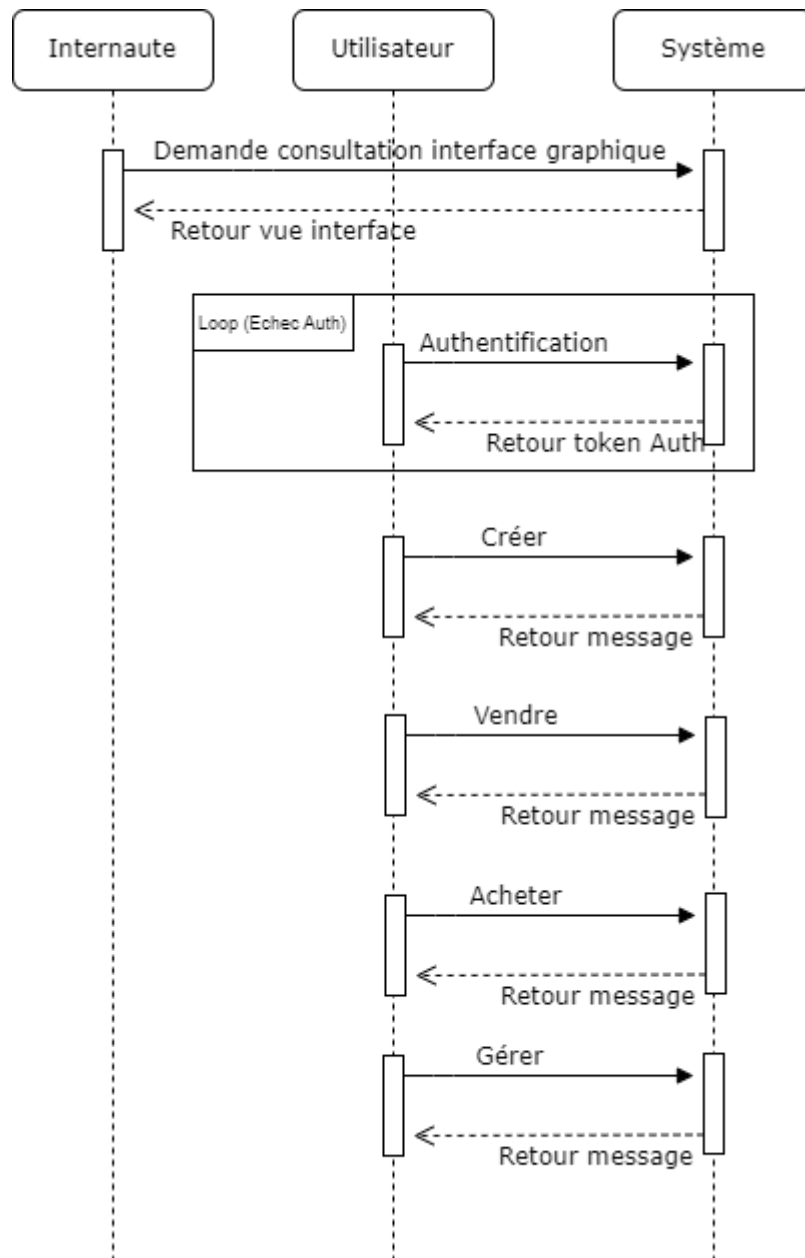 Internaute
Utilisateur
Système
Demande consultation interface graphique
Retour vue interface
Loop (Echec Auth)
Authentification
Retour token Auth
Créer
Retour message
Vendre
Retour message
Acheter
Retour message
Gérer
Retour message